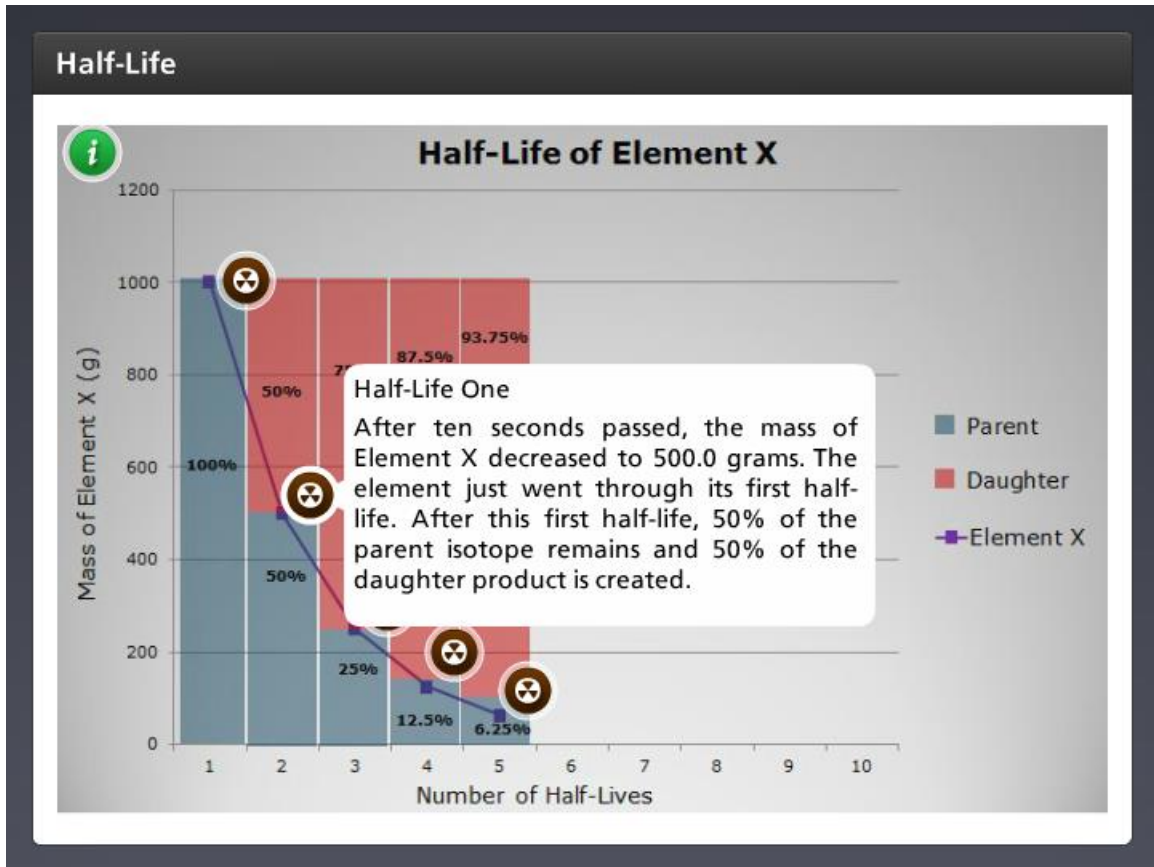 Half-Life
i
Half-Life of Element X
1200
1000
800
600
400
200
0
Mass of Element X (g)
100%
50%
50%
25%
87.5%
12.5%
93.75%
6.25%
Half-Life One
After ten seconds passed, the mass of
Element X decreased to 500.0 grams. The
element just went through its first half-
life. After this first half-life, 50% of the
parent isotope remains and 50% of the
daughter product is created.
Parent
Daughter
Element X
1 2 3 4 5 6 7 8 9 10
Number of Half-Lives